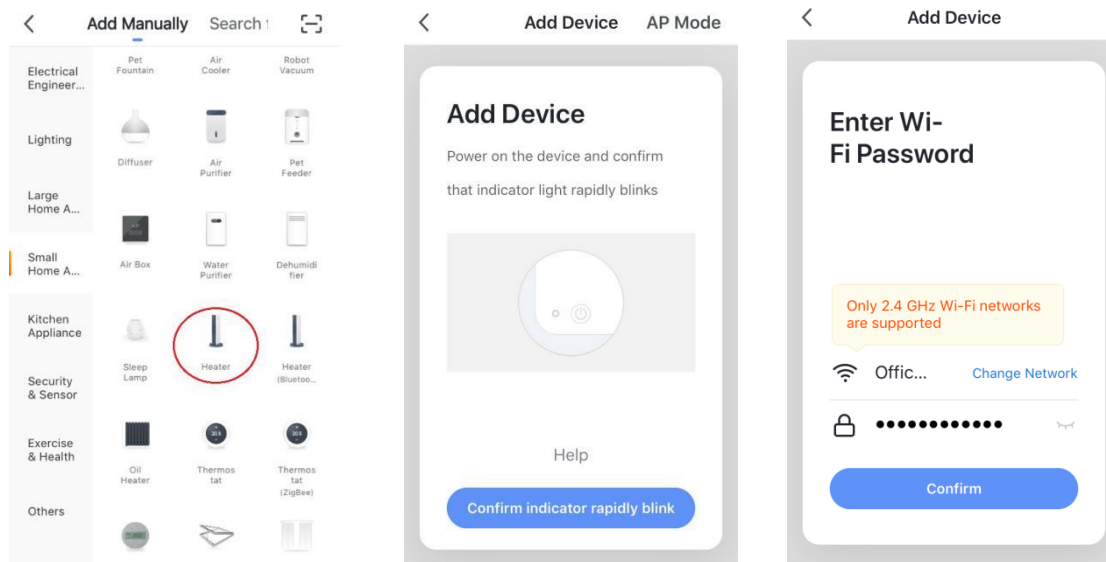 Add Manually
Search
Electrical
Engineer...
Lighting
Large
Home A...
Small
Home A...
Kitchen
Appliance
Security
& Sensor
Exercise
& Health
Others
Pet
Fountain
Air
Cooler
Robot
Vacuum
Diffuser
Air
Purifier
Pet
Feeder
Air Box
Water
Purifier
Dehumidi
fier
Sleep
Lamp
Heater
Heater
(Bluetoo...
Oil
Heater
Thermos
tat
Thermos
tat
(ZigBee)
Add Device
AP Mode
Add Device
Power on the device and confirm
that indicator light rapidly blinks
Help
Confirm indicator rapidly blink
Add Device
Enter Wi-
Fi Password
Only 2.4 GHz Wi-Fi networks
are supported
Offic...
Change Network
Confirm